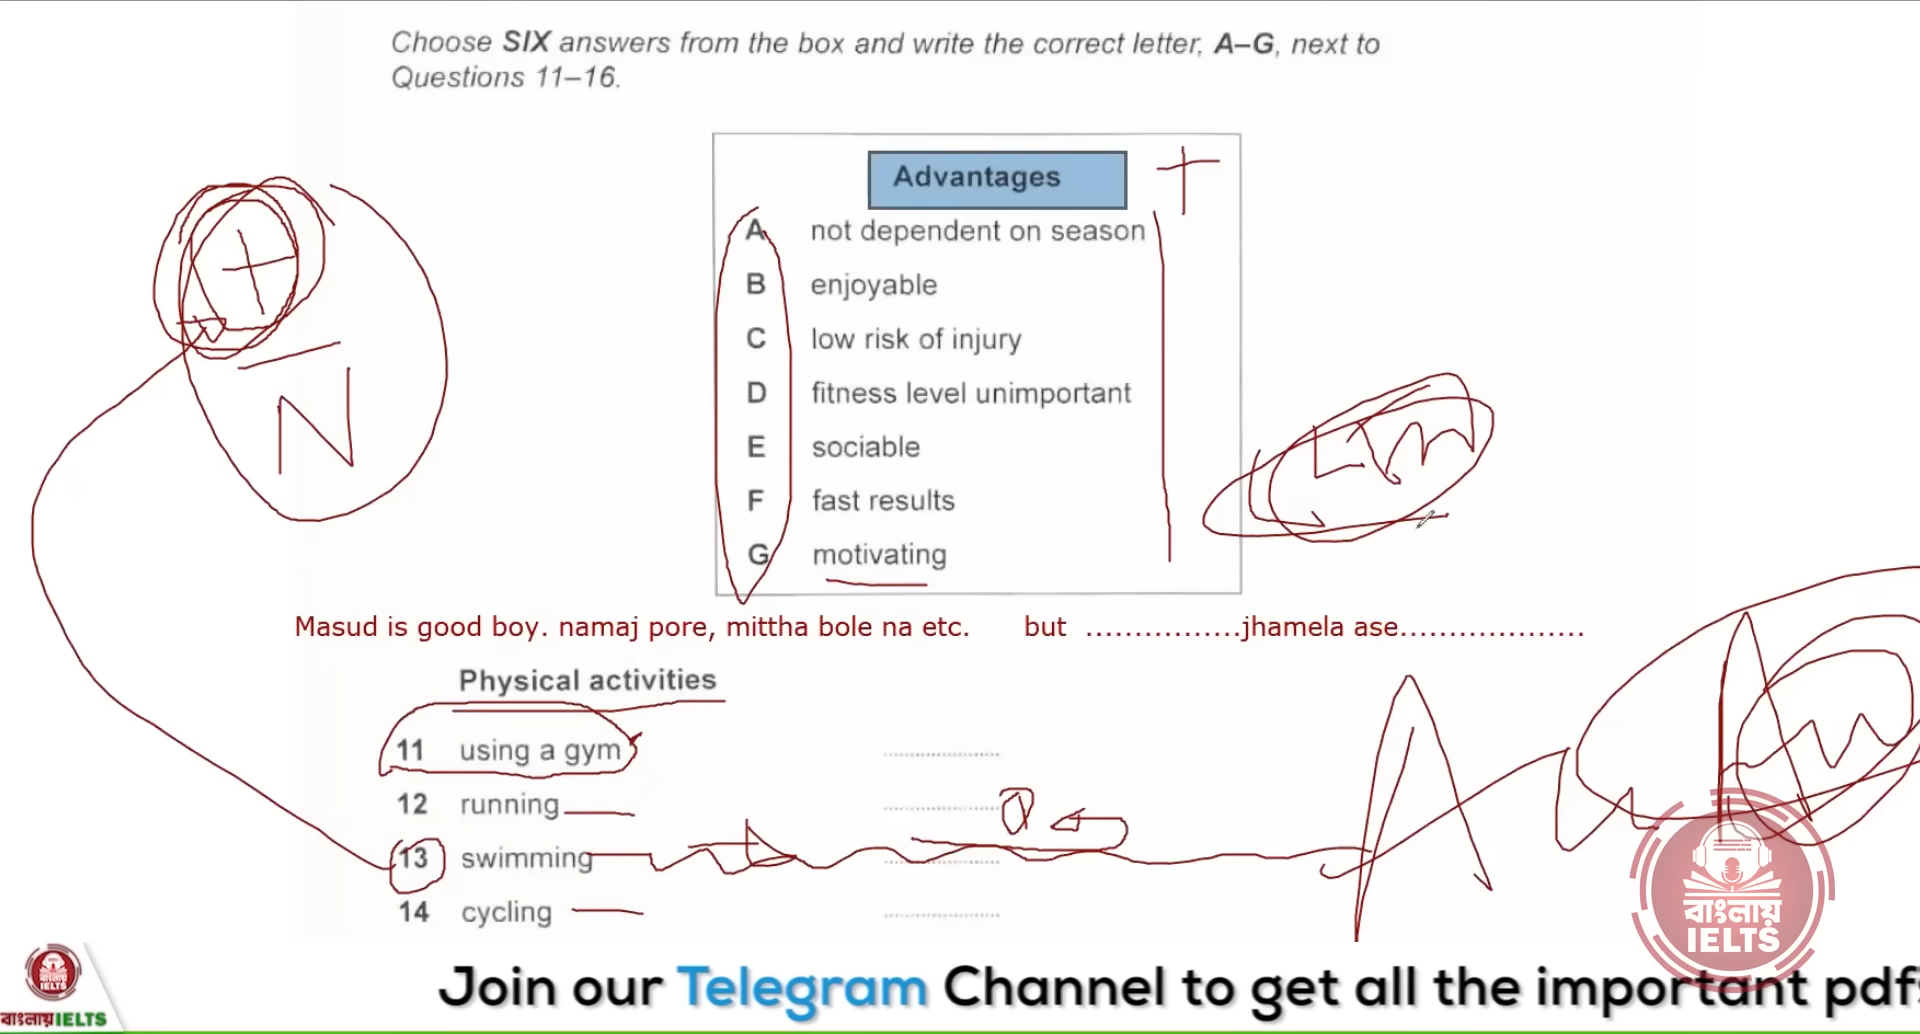 Choose SIX answers from the box and write the correct letter, A–G, next to
Questions 11–16.
Advantages
A not dependent on season
B enjoyable
C low risk of injury
D fitness level unimportant
E sociable
F fast results
G motivating
N
Masud is good boy. namaj pore, mittha bole na etc. but ................jhamela ase...................
Physical activities
11 using a gym ....................
12 running ....................
13 swimming ....................
14 cycling ....................
বাংলায়
IELTS
বাংলায় IELTS
Join our Telegram Channel to get all the important pdf